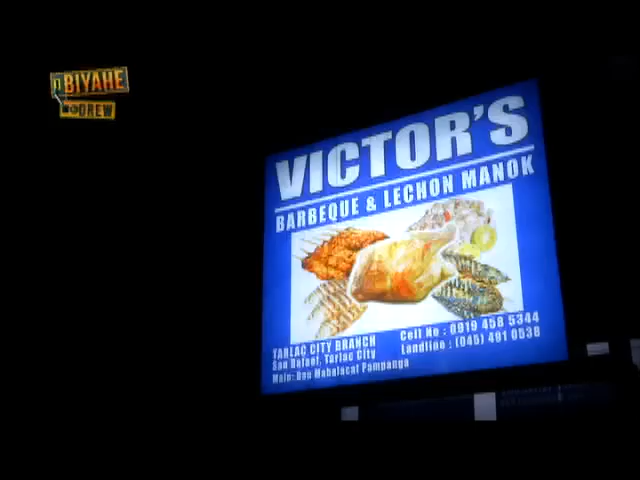 BIYAHE
DREW
VICTOR'S
BARBEQUE & LECHON MANOK
TARLAC CITY BRANCH
San Rafael, Tarlac City
Main: Dau Mabalacat Pampanga
Cell No : 0919 458 5344
Landline : (045) 491 0538